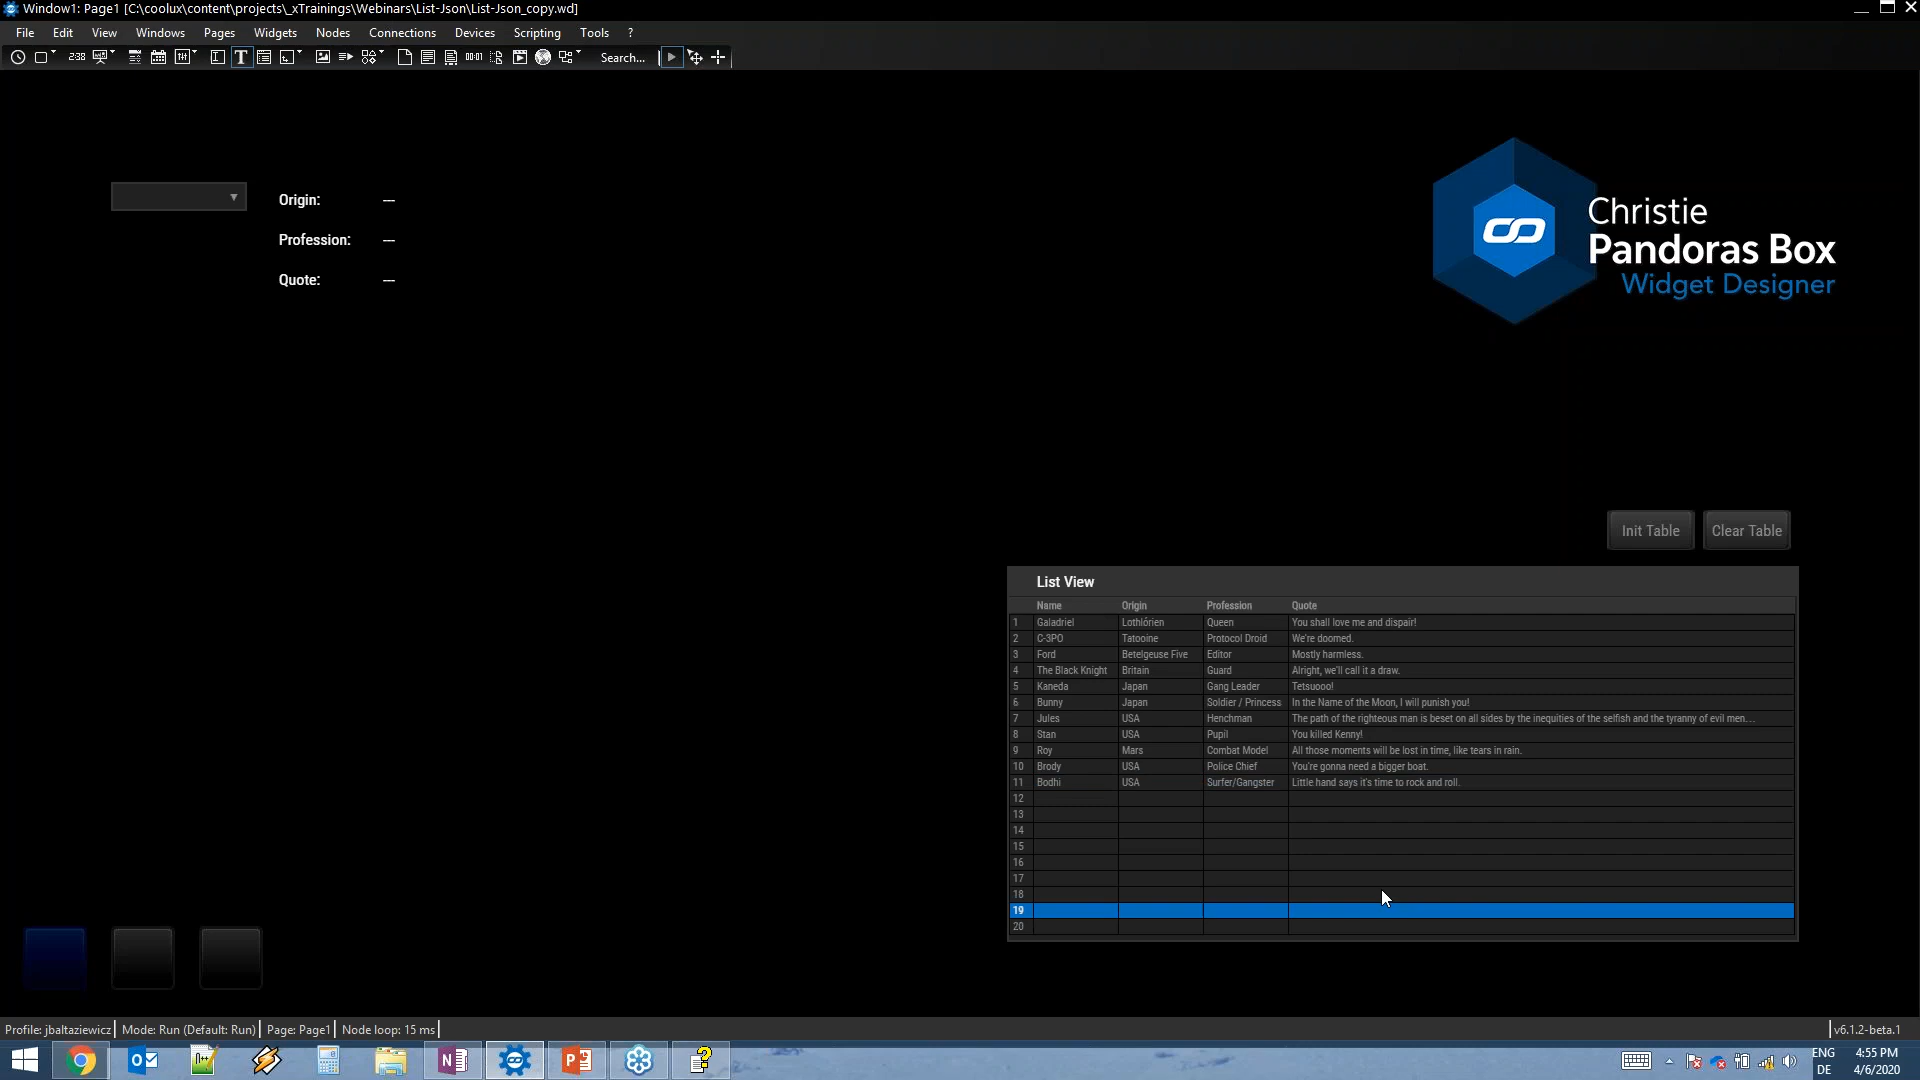 Window1: Page1 [C:\coolux\content\projects\_xTrainings\Webinars\List-Json\List-Json_copy.wd]
File Edit View Windows Pages Widgets Nodes Connections Devices Scripting Tools ?
2:38 T 00:01 Search...
Origin: ---
Profession: ---
Quote: ---
Christie
Pandoras Box
Widget Designer
Init Table Clear Table
List View
Name Origin Profession Quote
1 Galadriel Lothlórien Queen You shall love me and dispair!
2 C-3PO Tatooine Protocol Droid We're doomed.
3 Ford Betelgeuse Five Editor Mostly harmless.
4 The Black Knight Britain Guard Alright, we'll call it a draw.
5 Kaneda Japan Gang Leader Tetsuooo!
6 Bunny Japan Soldier / Princess In the Name of the Moon, I will punish you!
7 Jules USA Henchman The path of the righteous man is beset on all sides by the inequities of the selfish and the tyranny of evil men...
8 Stan USA Pupil You killed Kenny!
9 Roy Mars Combat Model All those moments will be lost in time, like tears in rain.
10 Brody USA Police Chief You're gonna need a bigger boat.
11 Bodhi USA Surfer/Gangster Little hand says it's time to rock and roll.
12
13
14
15
16
17
18
19
20
Profile: jbaltaziewicz Mode: Run (Default: Run) Page: Page1 Node loop: 15 ms v6.1.2-beta.1
ENG 4:55 PM
DE 4/6/2020